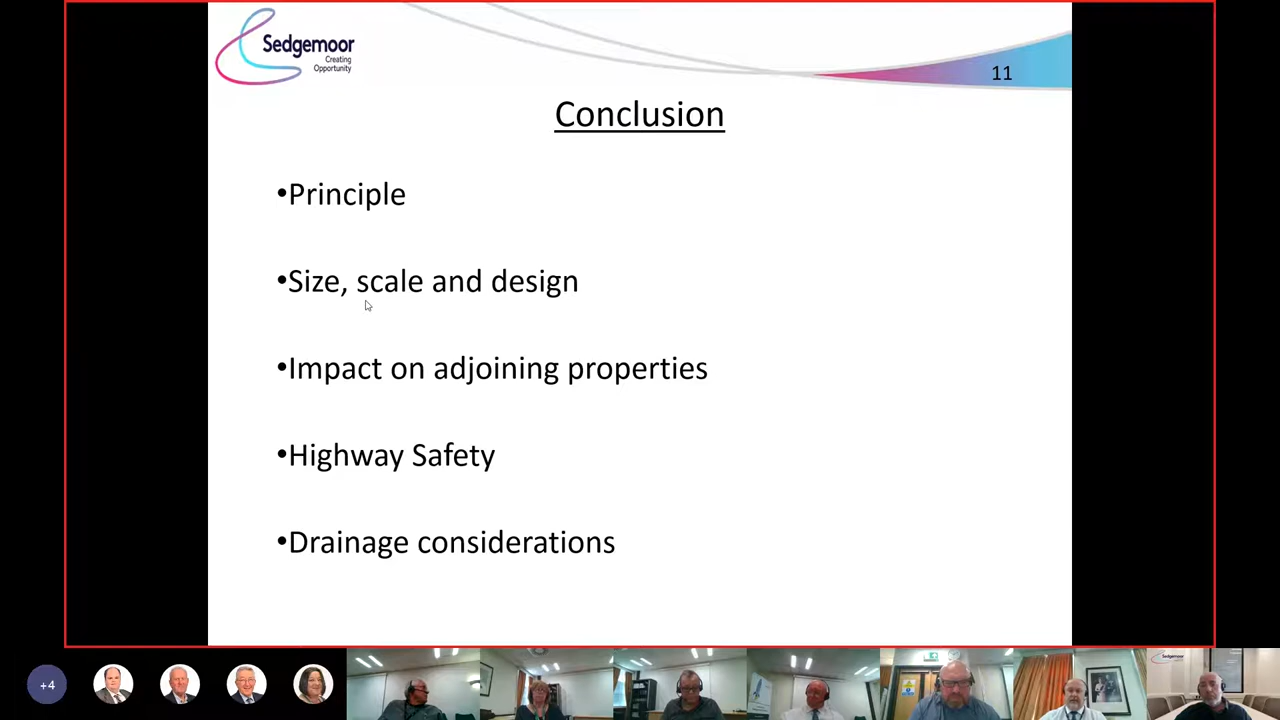 Sedgemoor
Creating
Opportunity
11
Conclusion
•Principle
•Size, scale and design
•Impact on adjoining properties
•Highway Safety
•Drainage considerations
+4
Sedgemoor